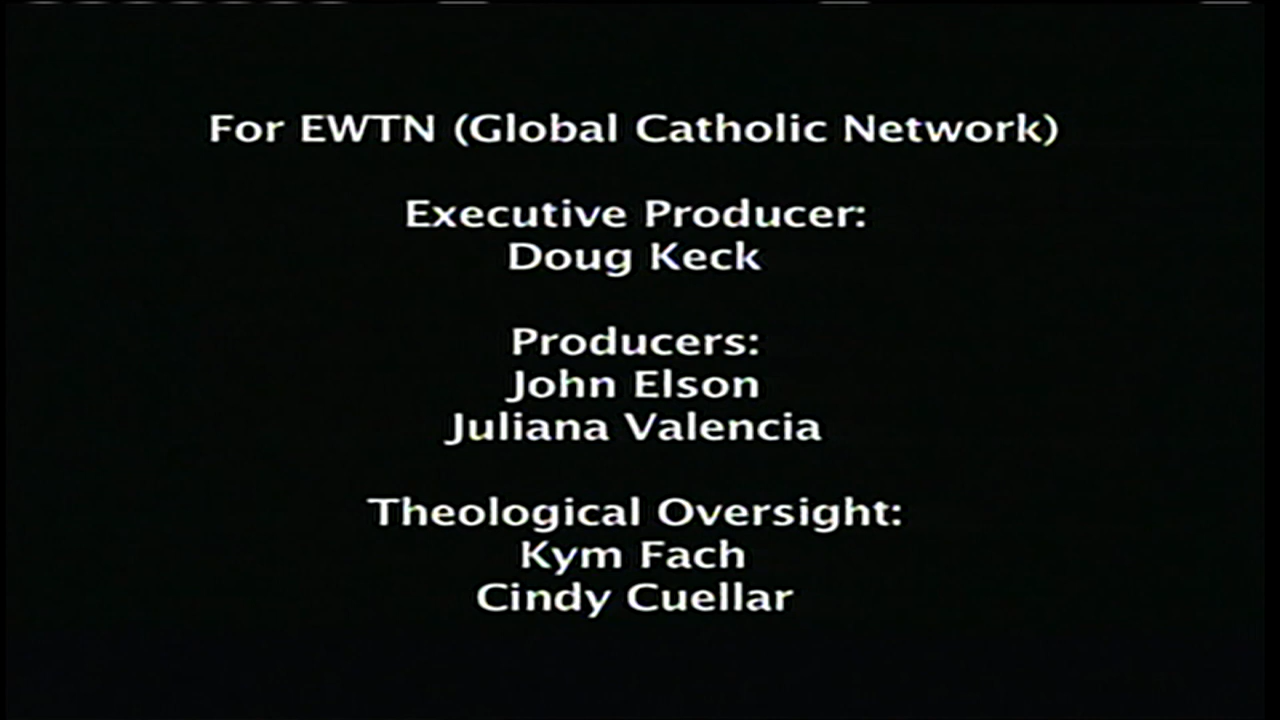 For EWTN (Global Catholic Network)
Executive Producer:
Doug Keck
Producers:
John Elson
Juliana Valencia
Theological Oversight:
Kym Fach
Cindy Cuellar